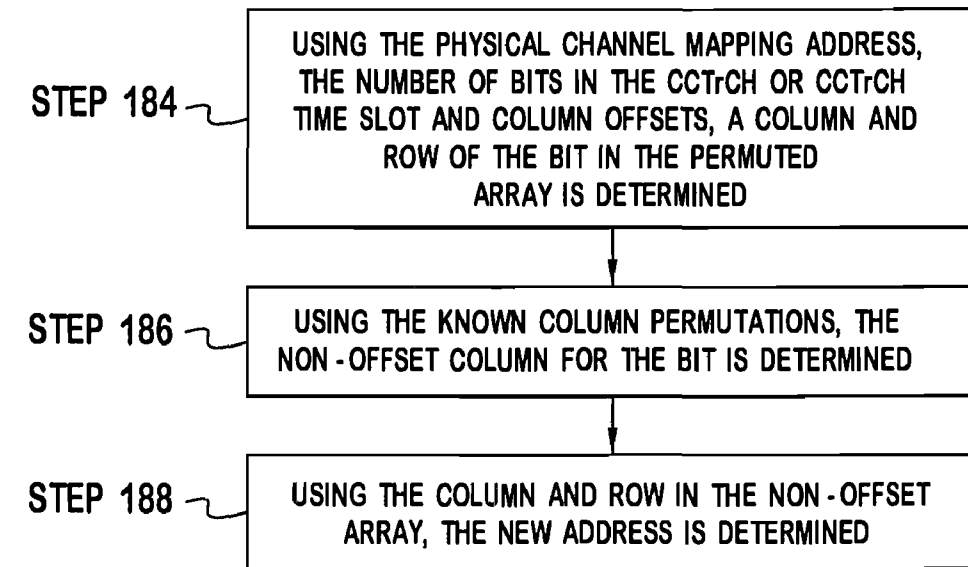 STEP 184
USING THE PHYSICAL CHANNEL MAPPING ADDRESS,
THE NUMBER OF BITS IN THE CCTrCH OR CCTrCH
TIME SLOT AND COLUMN OFFSETS, A COLUMN AND
ROW OF THE BIT IN THE PERMUTED
ARRAY IS DETERMINED
STEP 186
USING THE KNOWN COLUMN PERMUTATIONS, THE
NON-OFFSET COLUMN FOR THE BIT IS DETERMINED
STEP 188
USING THE COLUMN AND ROW IN THE NON-OFFSET
ARRAY, THE NEW ADDRESS IS DETERMINED